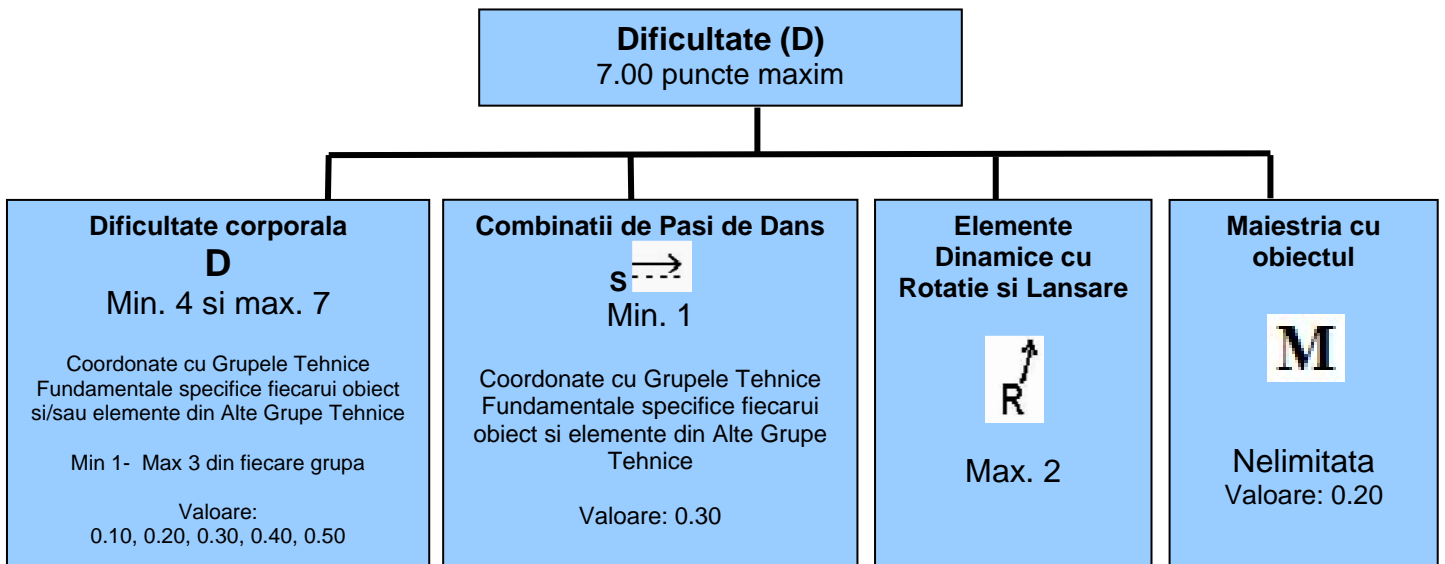 Dificultate (D)
7.00 puncte maxim
Dificultate corporala
D
Min. 4 si max. 7
Coordonate cu Grupele Tehnice
Fundamentale specifice fiecarui obiect
si/sau elemente din Alte Grupe Tehnice
Min 1- Max 3 din fiecare grupa
Valoare:
0.10, 0.20, 0.30, 0.40, 0.50
Combinatii de Pasi de Dans
S
Min. 1
Coordonate cu Grupele Tehnice
Fundamentale specifice fiecarui
obiect si elemente din Alte Grupe
Tehnice
Valoare: 0.30
Elemente
Dinamice cu
Rotatie si Lansare
R
Max. 2
Maiestria cu
obiectul
M
Nelimitata
Valoare: 0.20